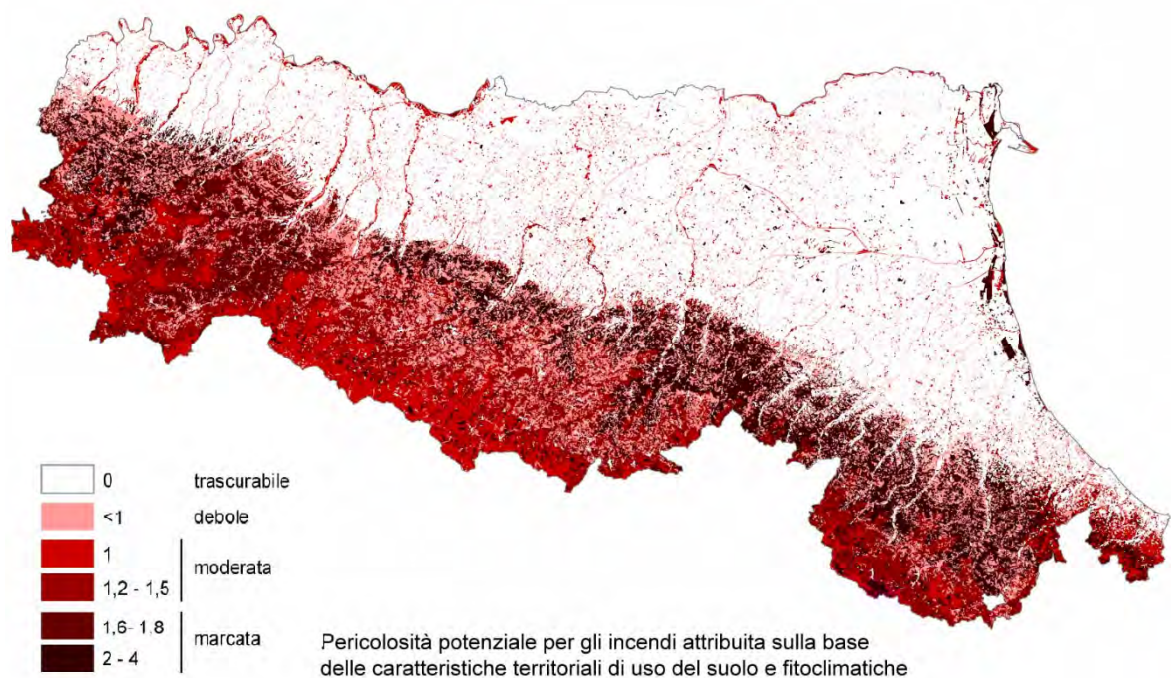 0 trascurabile
<1 debole
1
moderata
1,2 - 1,5
1,6- 1.8
marcata
2 - 4
Pericolosità potenziale per gli incendi attribuita sulla base
delle caratteristiche territoriali di uso del suolo e fitoclimatiche